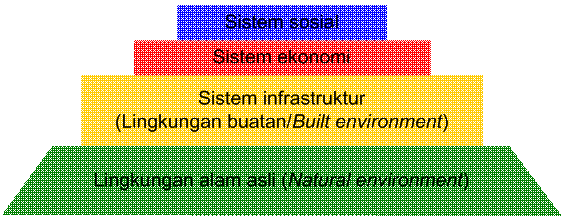 Sistem sosial
Sistem ekonomi
Sistem infrastruktur
(Lingkungan buatan/Built environment)
Lingkungan alam asli (Natural environment)